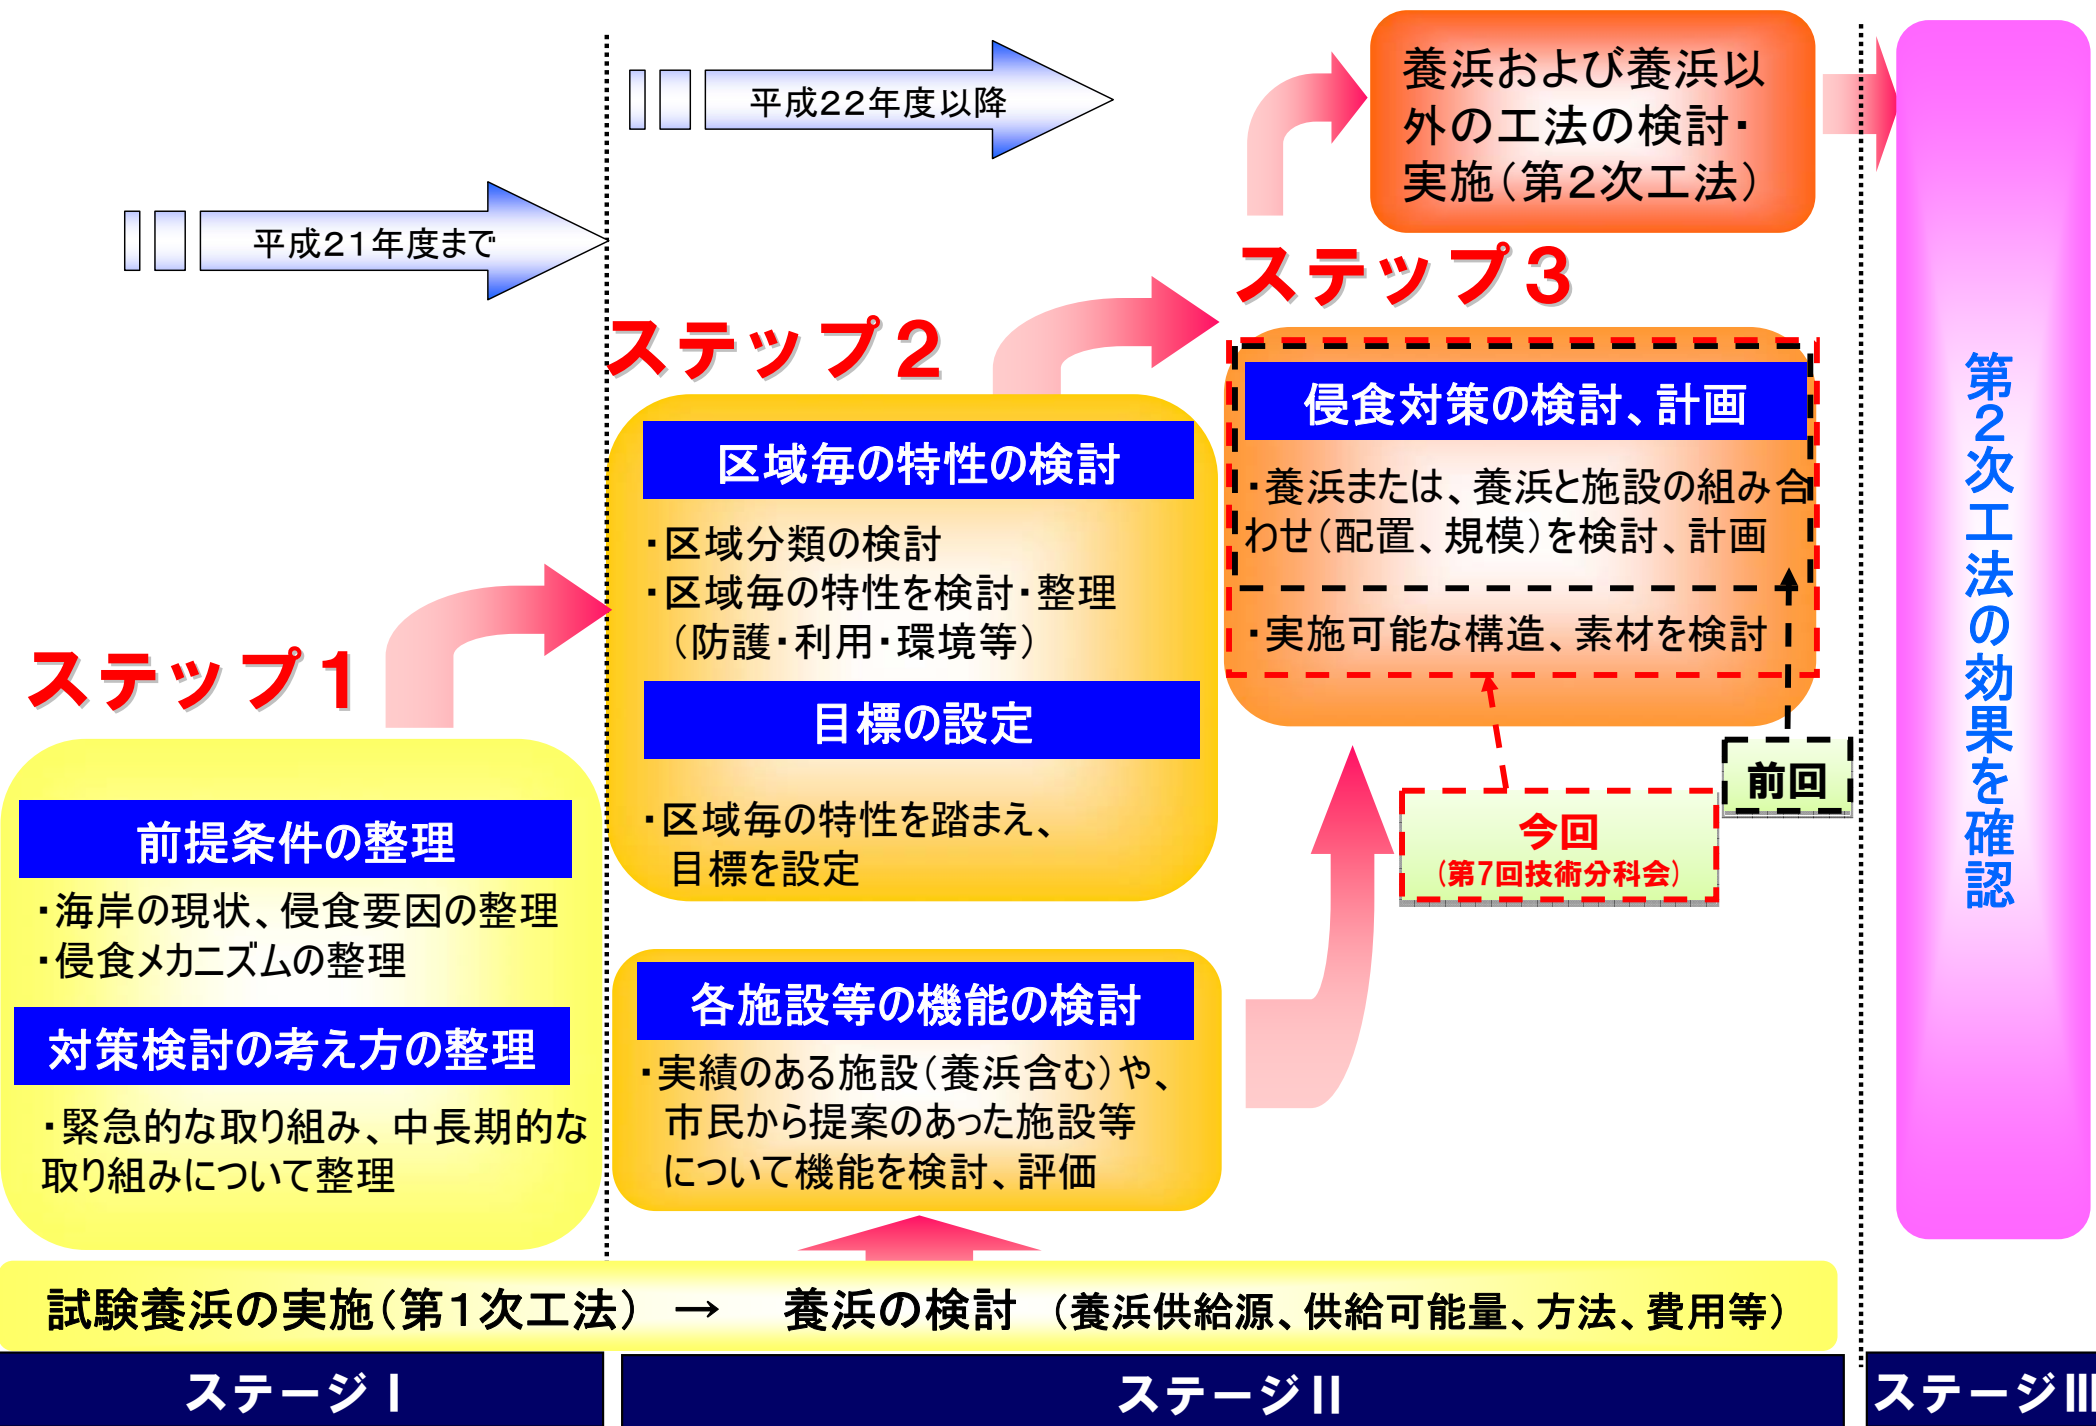 平成21年度まで
平成22年度以降
ステップ1
前提条件の整理
・海岸の現状、侵食要因の整理
・侵食メカニズムの整理
対策検討の考え方の整理
・緊急的な取り組み、中長期的な
取り組みについて整理
ステップ2
区域毎の特性の検討
・区域分類の検討
・区域毎の特性を検討・整理
（防護・利用・環境等）
目標の設定
・区域毎の特性を踏まえ、
目標を設定
各施設等の機能の検討
・実績のある施設（養浜含む）や、
市民から提案のあった施設等
について機能を検討、評価
ステップ3
侵食対策の検討、計画
・養浜または、養浜と施設の組み合
わせ（配置、規模）を検討、計画
・実施可能な構造、素材を検討
前回
今回
（第7回技術分科会）
養浜および養浜以
外の工法の検討・
実施（第2次工法）
第2次工法の効果を確認
試験養浜の実施（第1次工法） → 養浜の検討 （養浜供給源、供給可能量、方法、費用等）
ステージⅠ
ステージⅡ
ステージⅢ